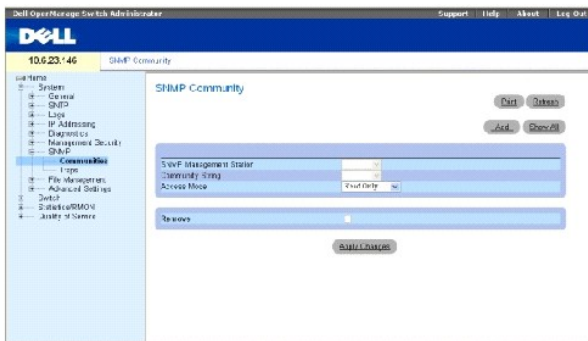 Dell OpenManage Switch Administrator
Support Help About Log Out
DELL
10.6.23.146
SNMP Community
Home
System
General
SNTP
Logs
IP Addressing
Diagnostics
Management Security
SNMP
Communities
Traps
File Management
Advanced Settings
Switch
Statistics/RMON
Quality of Service
SNMP Community
Print Refresh
Add Show All
SNMP Management Station
Community String
Access Mode Read Only
Remove
Apply Changes